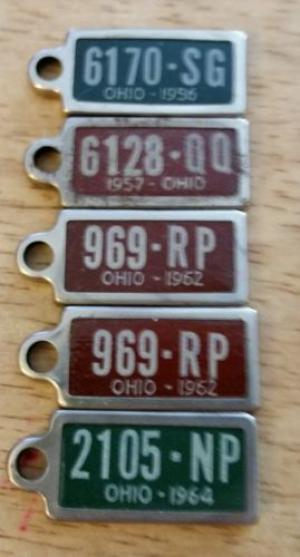 6170-SG
OHIO-1956
6128-QQ
1957-OHIO
969-RP
OHIO-1962
969-RP
OHIO-1962
2105-NP
OHIO-1964